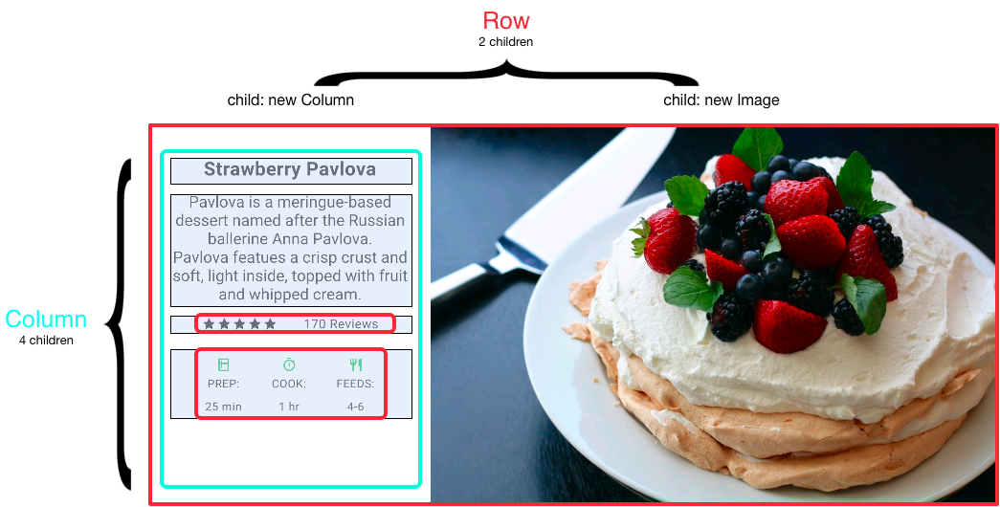 Row
2 children
child: new Column
child: new Image
Column
4 children
Strawberry Pavlova
Pavlova is a meringue-based
dessert named after the Russian
ballerine Anna Pavlova.
Pavlova featues a crisp crust and
soft, light inside, topped with fruit
and whipped cream.
170 Reviews
PREP: COOK: FEEDS:
25 min 1 hr 4-6